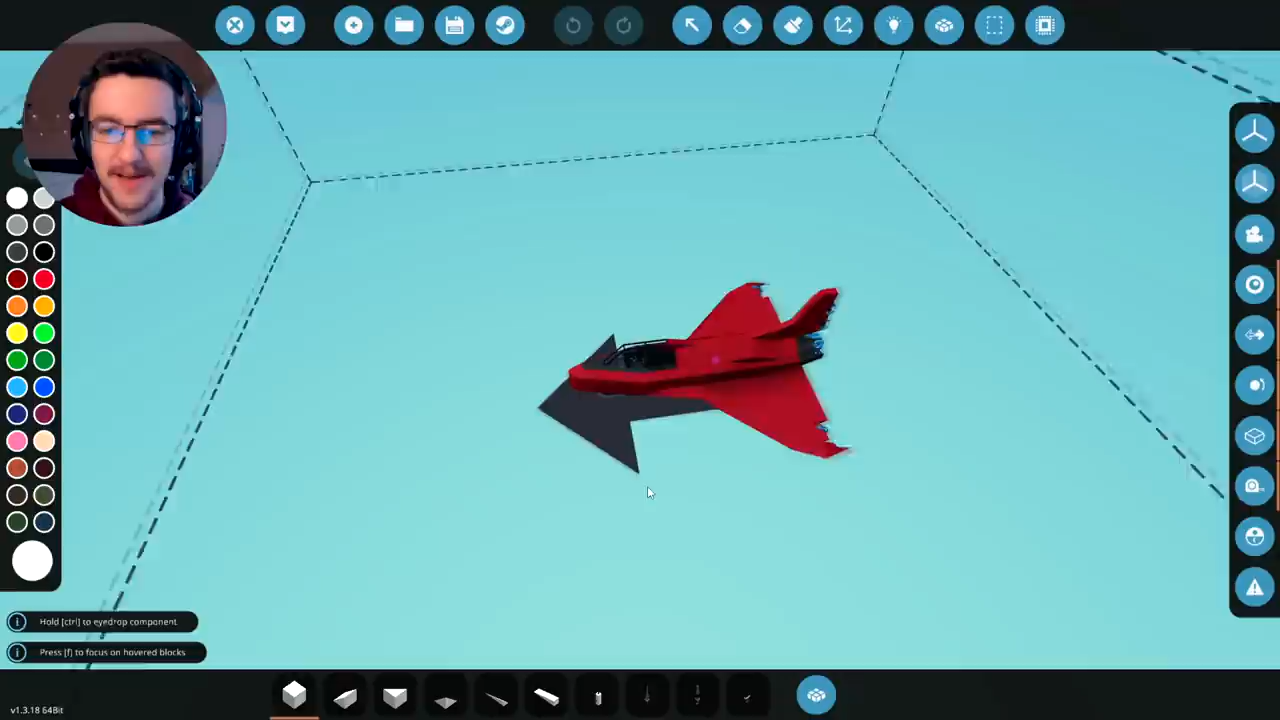 Hold [ctrl] to eyedrop component
Press [f] to focus on hovered blocks
v1.3.18 64Bit